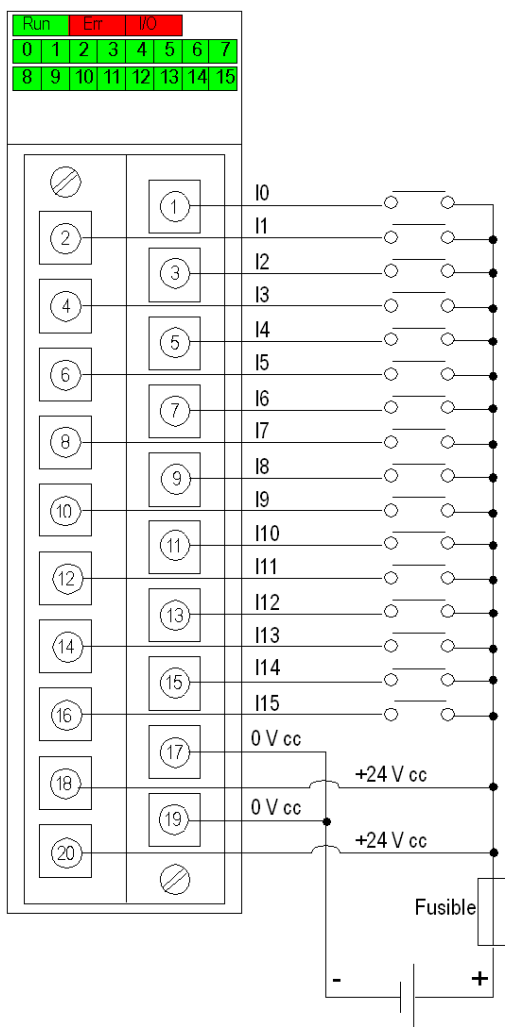 Run Err I/O
0 1 2 3 4 5 6 7
8 9 10 11 12 13 14 15
1 I0
2 I1
3 I2
4 I3
5 I4
6 I5
7 I6
8 I7
9 I8
10 I9
11 I10
12 I11
13 I12
14 I13
15 I14
16 I15
17 0 V cc
18 +24 V cc
19 0 V cc
20 +24 V cc
Fusible
- +